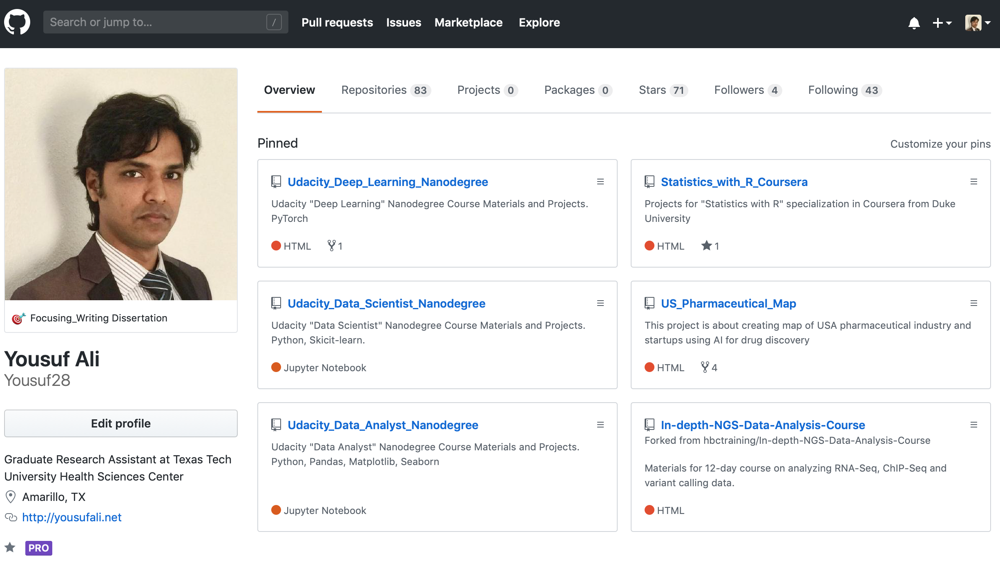 Search or jump to...
/
Pull requests
Issues
Marketplace
Explore
Focusing_Writing Dissertation
Yousuf Ali
Yousuf28
Edit profile
Graduate Research Assistant at Texas Tech
University Health Sciences Center
Amarillo, TX
http://yousufali.net
PRO
Overview
Repositories 83
Projects 0
Packages 0
Stars 71
Followers 4
Following 43
Pinned
Customize your pins
Udacity_Deep_Learning_Nanodegree
Udacity "Deep Learning" Nanodegree Course Materials and Projects.
PyTorch
HTML 1
Statistics_with_R_Coursera
Projects for "Statistics with R" specialization in Coursera from Duke
University
HTML 1
Udacity_Data_Scientist_Nanodegree
Udacity "Data Scientist" Nanodegree Course Materials and Projects.
Python, Skicit-learn.
Jupyter Notebook
US_Pharmaceutical_Map
This project is about creating map of USA pharmaceutical industry and
startups using AI for drug discovery
HTML 4
Udacity_Data_Analyst_Nanodegree
Udacity "Data Analyst" Nanodegree Course Materials and Projects.
Python, Pandas, Matplotlib, Seaborn
Jupyter Notebook
In-depth-NGS-Data-Analysis-Course
Forked from hbctraining/In-depth-NGS-Data-Analysis-Course
Materials for 12-day course on analyzing RNA-Seq, ChIP-Seq and
variant calling data.
HTML